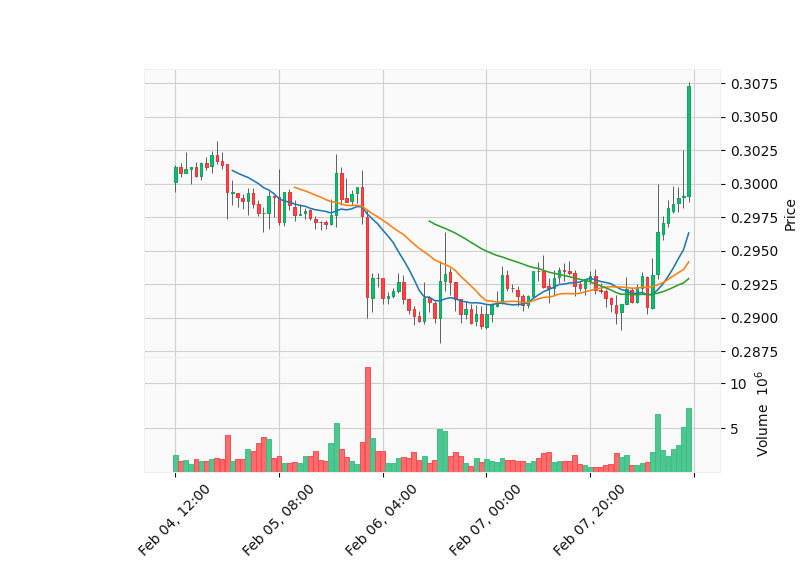 0.3075
0.3050
0.3025
0.3000
0.2975
0.2950
0.2925
0.2900
0.2875
Price
10
5
Volume 10^6
Feb 04, 12:00
Feb 05, 08:00
Feb 06, 04:00
Feb 07, 00:00
Feb 07, 20:00